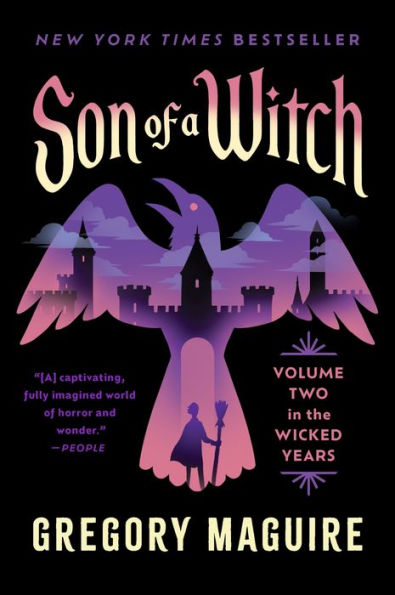 NEW YORK TIMES BESTSELLER
Son of a Witch
"[A] captivating,
fully imagined world
of horror and
wonder."
—PEOPLE
VOLUME
TWO
in the
WICKED
YEARS
GREGORY MAGUIRE